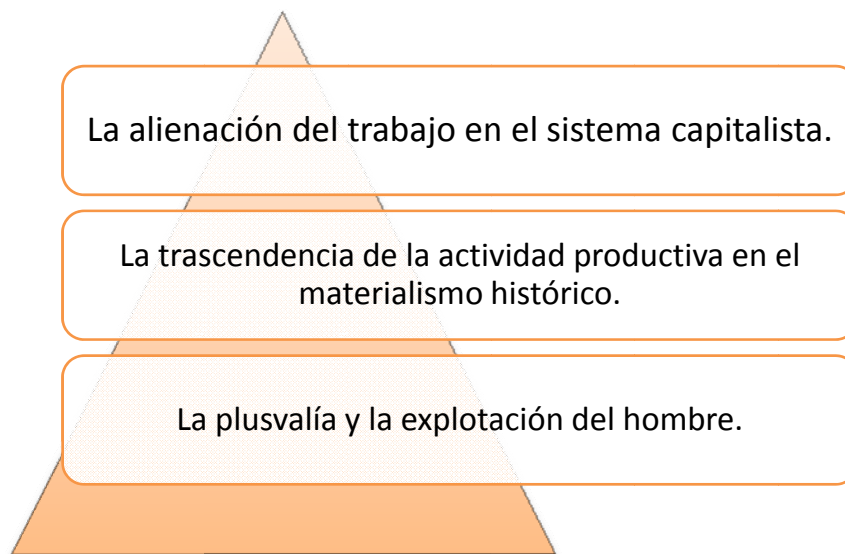 La alienación del trabajo en el sistema capitalista.
La trascendencia de la actividad productiva en el
materialismo histórico.
La plusvalía y la explotación del hombre.